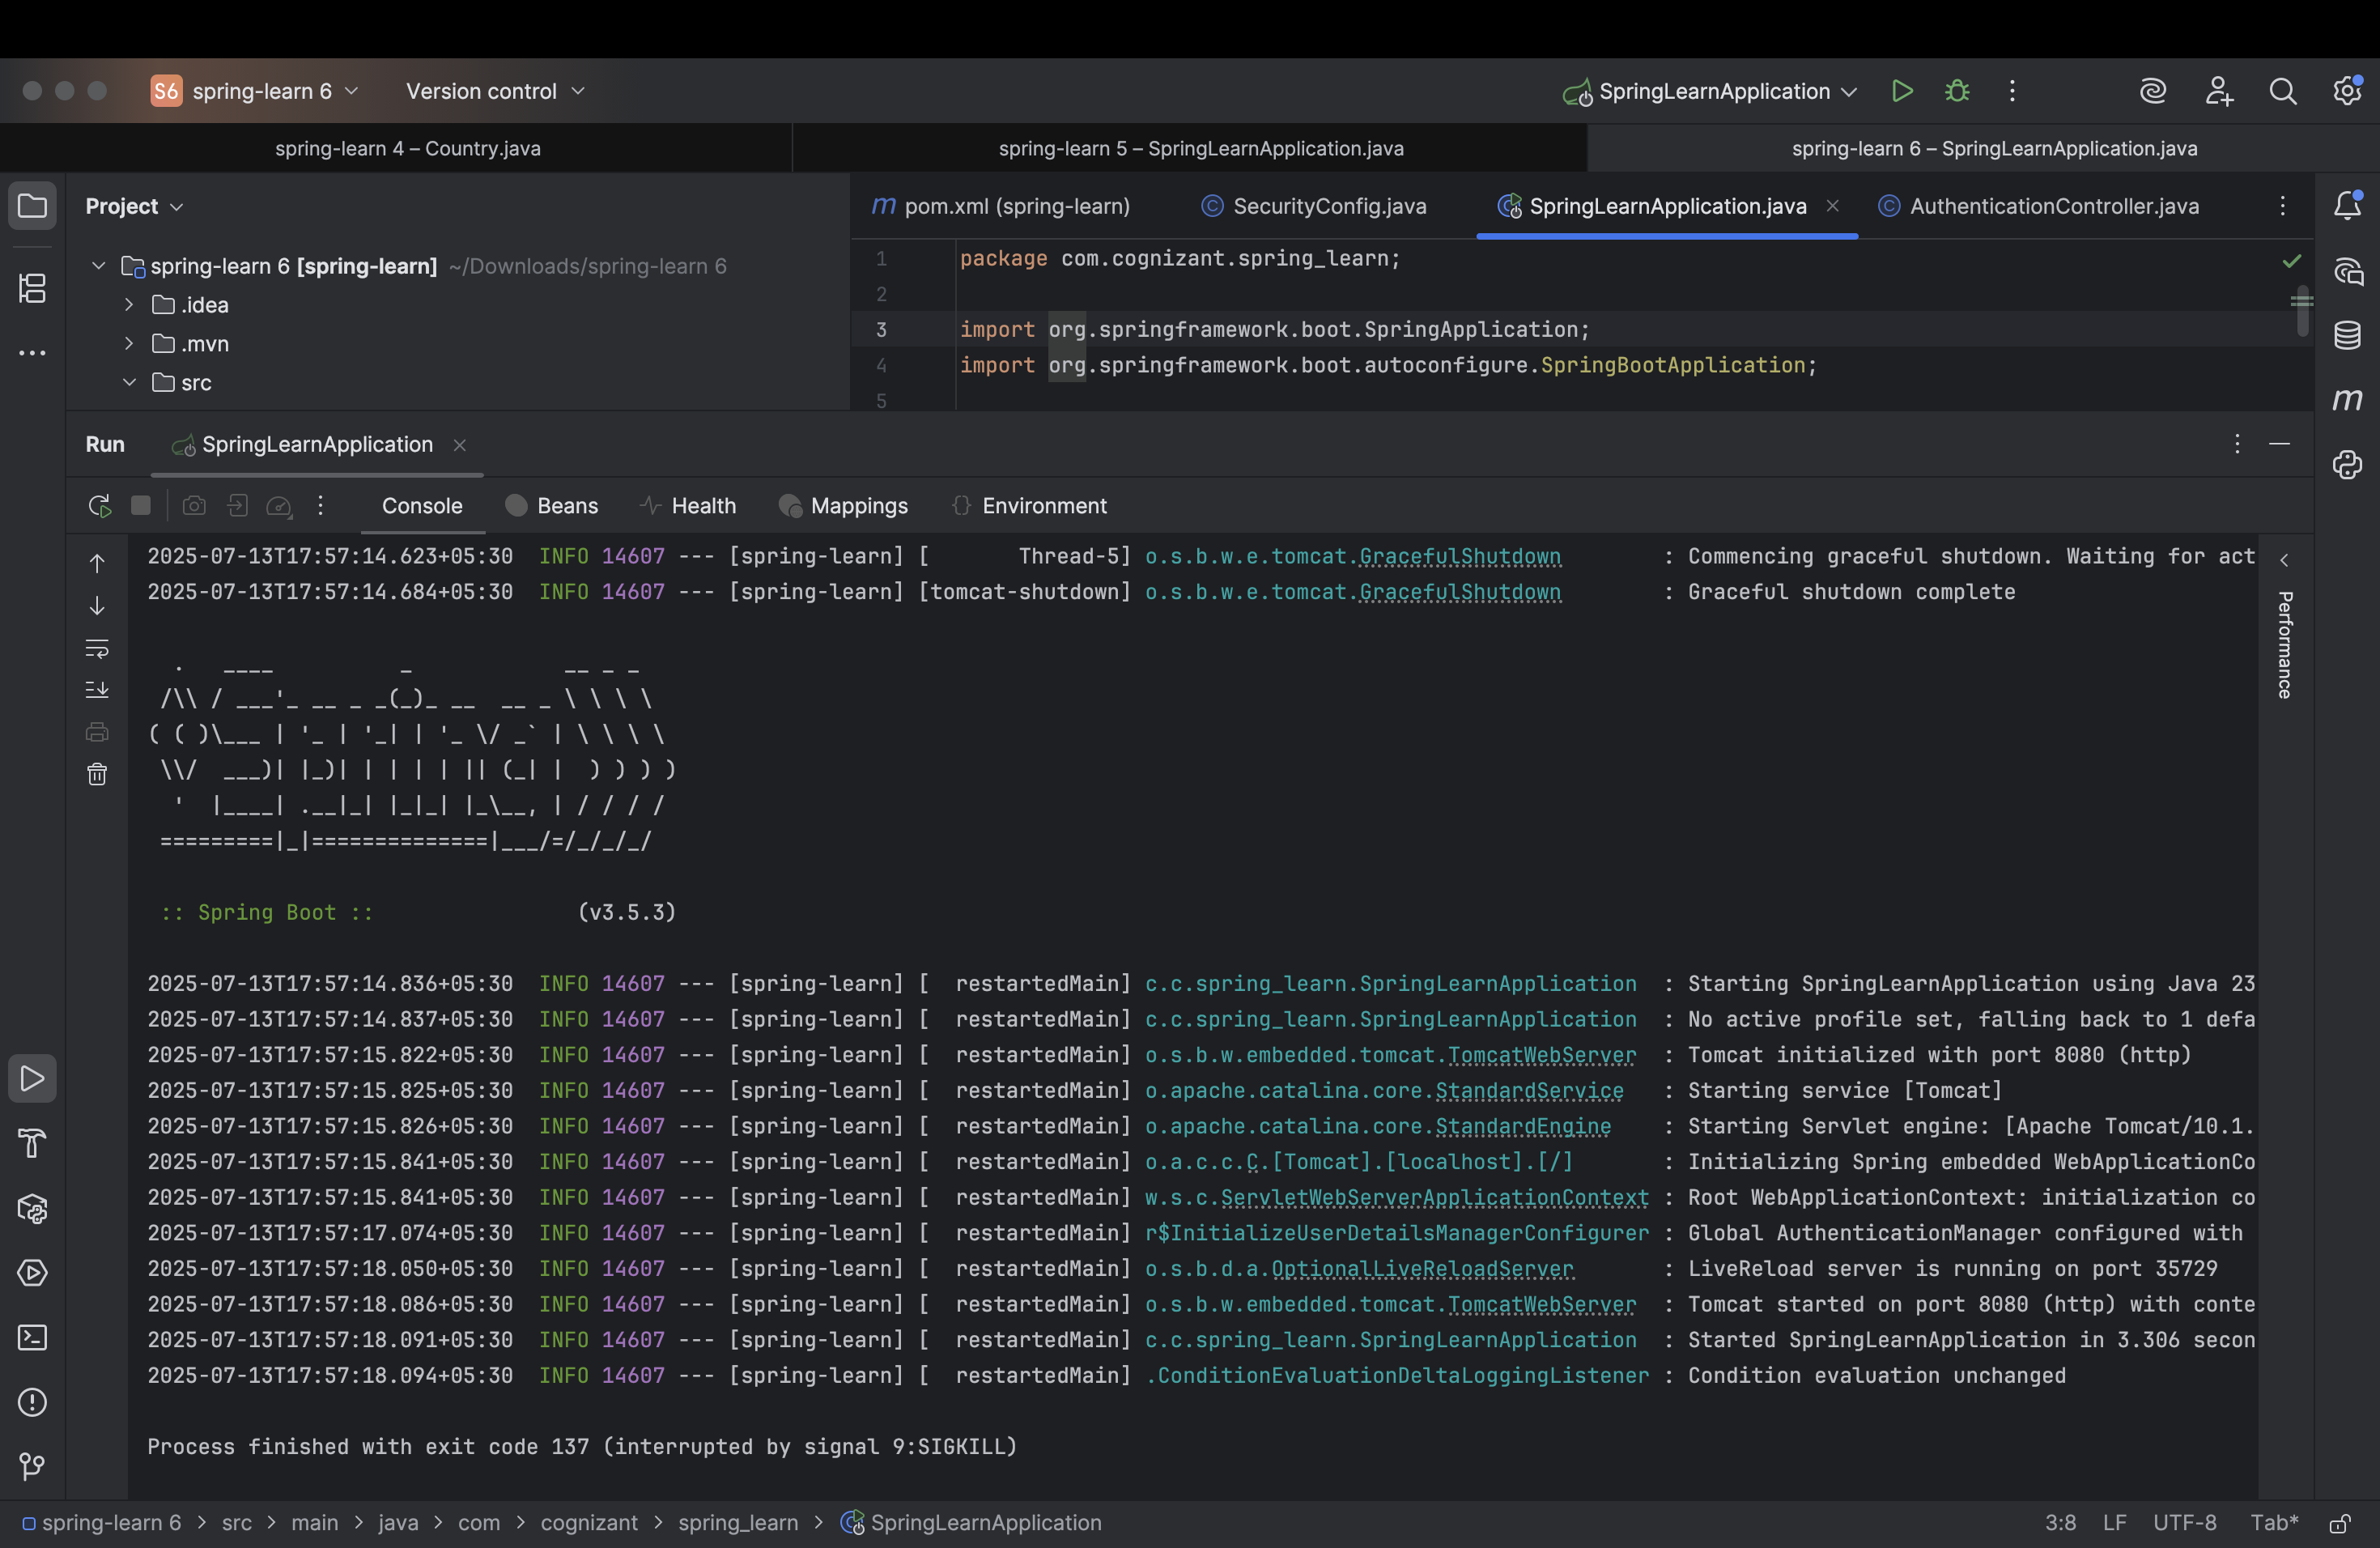 S6 spring-learn 6 Version control SpringLearnApplication
spring-learn 4 – Country.java spring-learn 5 – SpringLearnApplication.java spring-learn 6 – SpringLearnApplication.java
Project
m pom.xml (spring-learn) SecurityConfig.java SpringLearnApplication.java AuthenticationController.java
spring-learn 6 [spring-learn] ~/Downloads/spring-learn 6
.idea
.mvn
src
1 package com.cognizant.spring_learn;
2
3 import org.springframework.boot.SpringApplication;
4 import org.springframework.boot.autoconfigure.SpringBootApplication;
5
Run SpringLearnApplication
Console Beans Health Mappings Environment
2025-07-13T17:57:14.623+05:30  INFO 14607 --- [spring-learn] [       Thread-5] o.s.b.w.e.tomcat.GracefulShutdown        : Commencing graceful shutdown. Waiting for act
2025-07-13T17:57:14.684+05:30  INFO 14607 --- [spring-learn] [tomcat-shutdown] o.s.b.w.e.tomcat.GracefulShutdown        : Graceful shutdown complete
  .   ____          _            __ _ _
 /\\ / ___'_ __ _ _(_)_ __  __ _ \ \ \ \
( ( )\___ | '_ | '_| | '_ \/ _` | \ \ \ \
 \\/  ___)| |_)| | | | | || (_| |  ) ) ) )
  '  |____| .__|_| |_|_| |_\__, | / / / /
 =========|_|==============|___/=/_/_/_/
 :: Spring Boot ::                (v3.5.3)
2025-07-13T17:57:14.836+05:30  INFO 14607 --- [spring-learn] [  restartedMain] c.c.spring_learn.SpringLearnApplication  : Starting SpringLearnApplication using Java 23
2025-07-13T17:57:14.837+05:30  INFO 14607 --- [spring-learn] [  restartedMain] c.c.spring_learn.SpringLearnApplication  : No active profile set, falling back to 1 defa
2025-07-13T17:57:15.822+05:30  INFO 14607 --- [spring-learn] [  restartedMain] o.s.b.w.embedded.tomcat.TomcatWebServer  : Tomcat initialized with port 8080 (http)
2025-07-13T17:57:15.825+05:30  INFO 14607 --- [spring-learn] [  restartedMain] o.apache.catalina.core.StandardService   : Starting service [Tomcat]
2025-07-13T17:57:15.826+05:30  INFO 14607 --- [spring-learn] [  restartedMain] o.apache.catalina.core.StandardEngine    : Starting Servlet engine: [Apache Tomcat/10.1.
2025-07-13T17:57:15.841+05:30  INFO 14607 --- [spring-learn] [  restartedMain] o.a.c.c.C.[Tomcat].[localhost].[/]       : Initializing Spring embedded WebApplicationCo
2025-07-13T17:57:15.841+05:30  INFO 14607 --- [spring-learn] [  restartedMain] w.s.c.ServletWebServerApplicationContext : Root WebApplicationContext: initialization co
2025-07-13T17:57:17.074+05:30  INFO 14607 --- [spring-learn] [  restartedMain] r$InitializeUserDetailsManagerConfigurer : Global AuthenticationManager configured with
2025-07-13T17:57:18.050+05:30  INFO 14607 --- [spring-learn] [  restartedMain] o.s.b.d.a.OptionalLiveReloadServer       : LiveReload server is running on port 35729
2025-07-13T17:57:18.086+05:30  INFO 14607 --- [spring-learn] [  restartedMain] o.s.b.w.embedded.tomcat.TomcatWebServer  : Tomcat started on port 8080 (http) with conte
2025-07-13T17:57:18.091+05:30  INFO 14607 --- [spring-learn] [  restartedMain] c.c.spring_learn.SpringLearnApplication  : Started SpringLearnApplication in 3.306 secon
2025-07-13T17:57:18.094+05:30  INFO 14607 --- [spring-learn] [  restartedMain] .ConditionEvaluationDeltaLoggingListener : Condition evaluation unchanged
Process finished with exit code 137 (interrupted by signal 9:SIGKILL)
Performance
spring-learn 6 > src > main > java > com > cognizant > spring_learn > SpringLearnApplication 3:8 LF UTF-8 Tab*